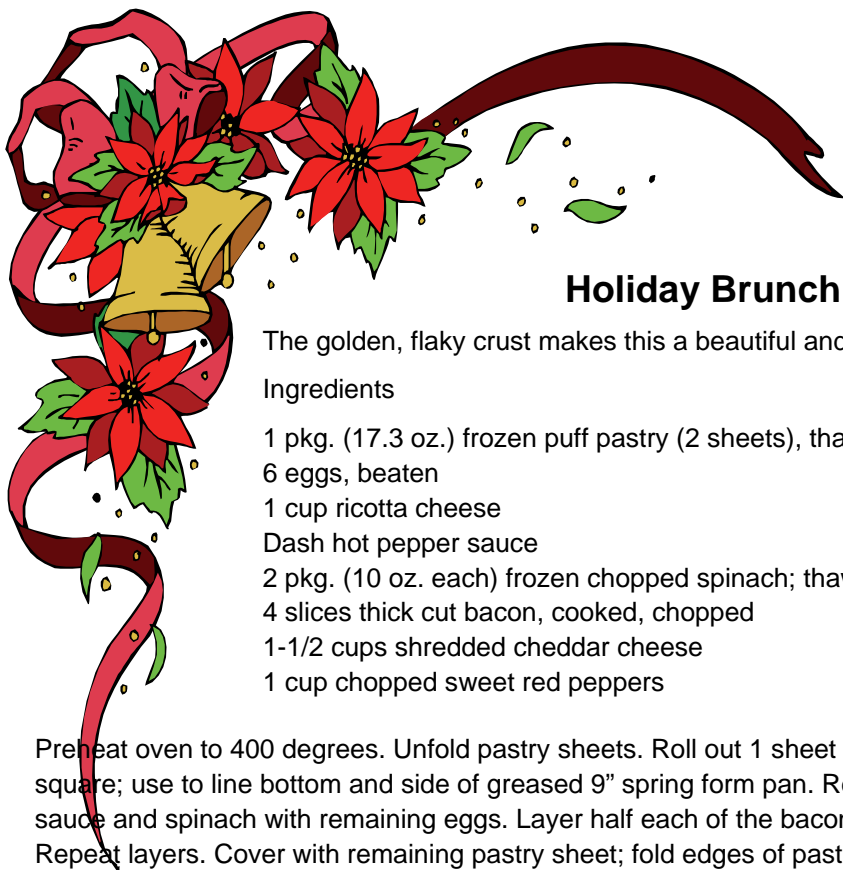 Holiday Brunch
The golden, flaky crust makes this a beautiful and
Ingredients
1 pkg. (17.3 oz.) frozen puff pastry (2 sheets), tha
6 eggs, beaten
1 cup ricotta cheese
Dash hot pepper sauce
2 pkg. (10 oz. each) frozen chopped spinach; thaw
4 slices thick cut bacon, cooked, chopped
1-1/2 cups shredded cheddar cheese
1 cup chopped sweet red peppers
Preheat oven to 400 degrees. Unfold pastry sheets. Roll out 1 sheet
square; use to line bottom and side of greased 9” spring form pan. Re
sauce and spinach with remaining eggs. Layer half each of the bacon
Repeat layers. Cover with remaining pastry sheet; fold edges of past